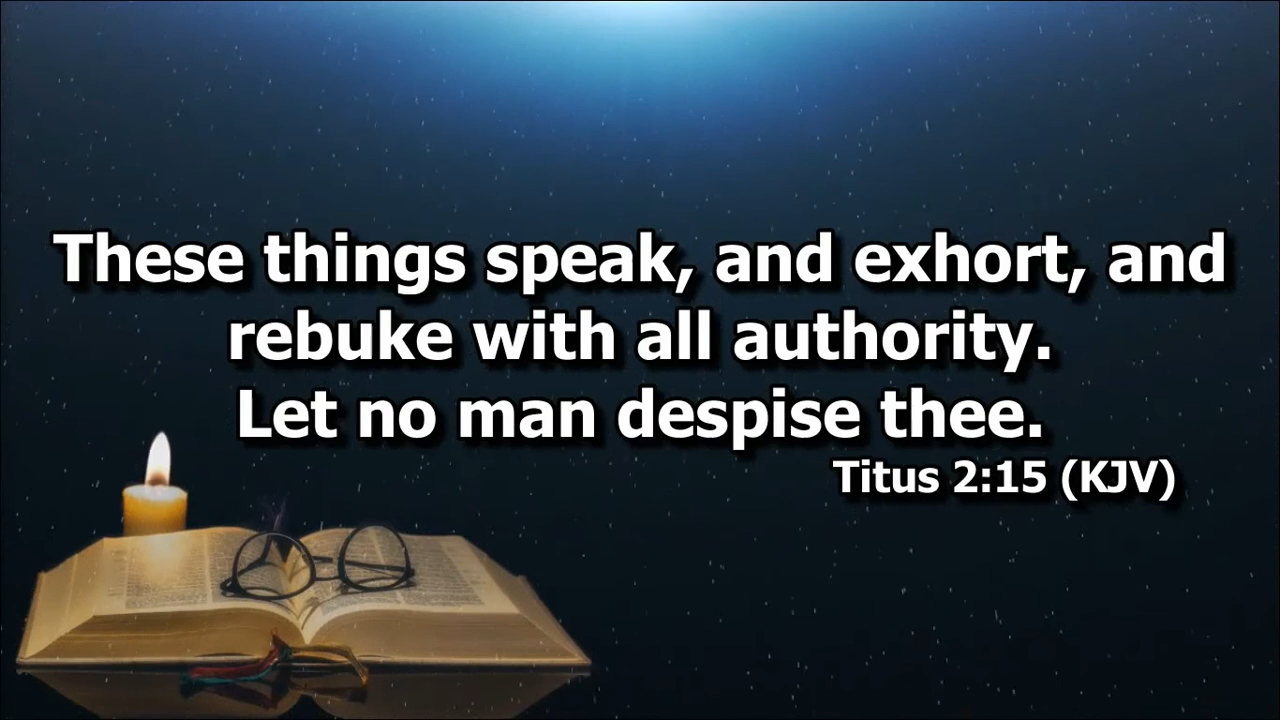 These things speak, and exhort, and
rebuke with all authority.
Let no man despise thee.
Titus 2:15 (KJV)